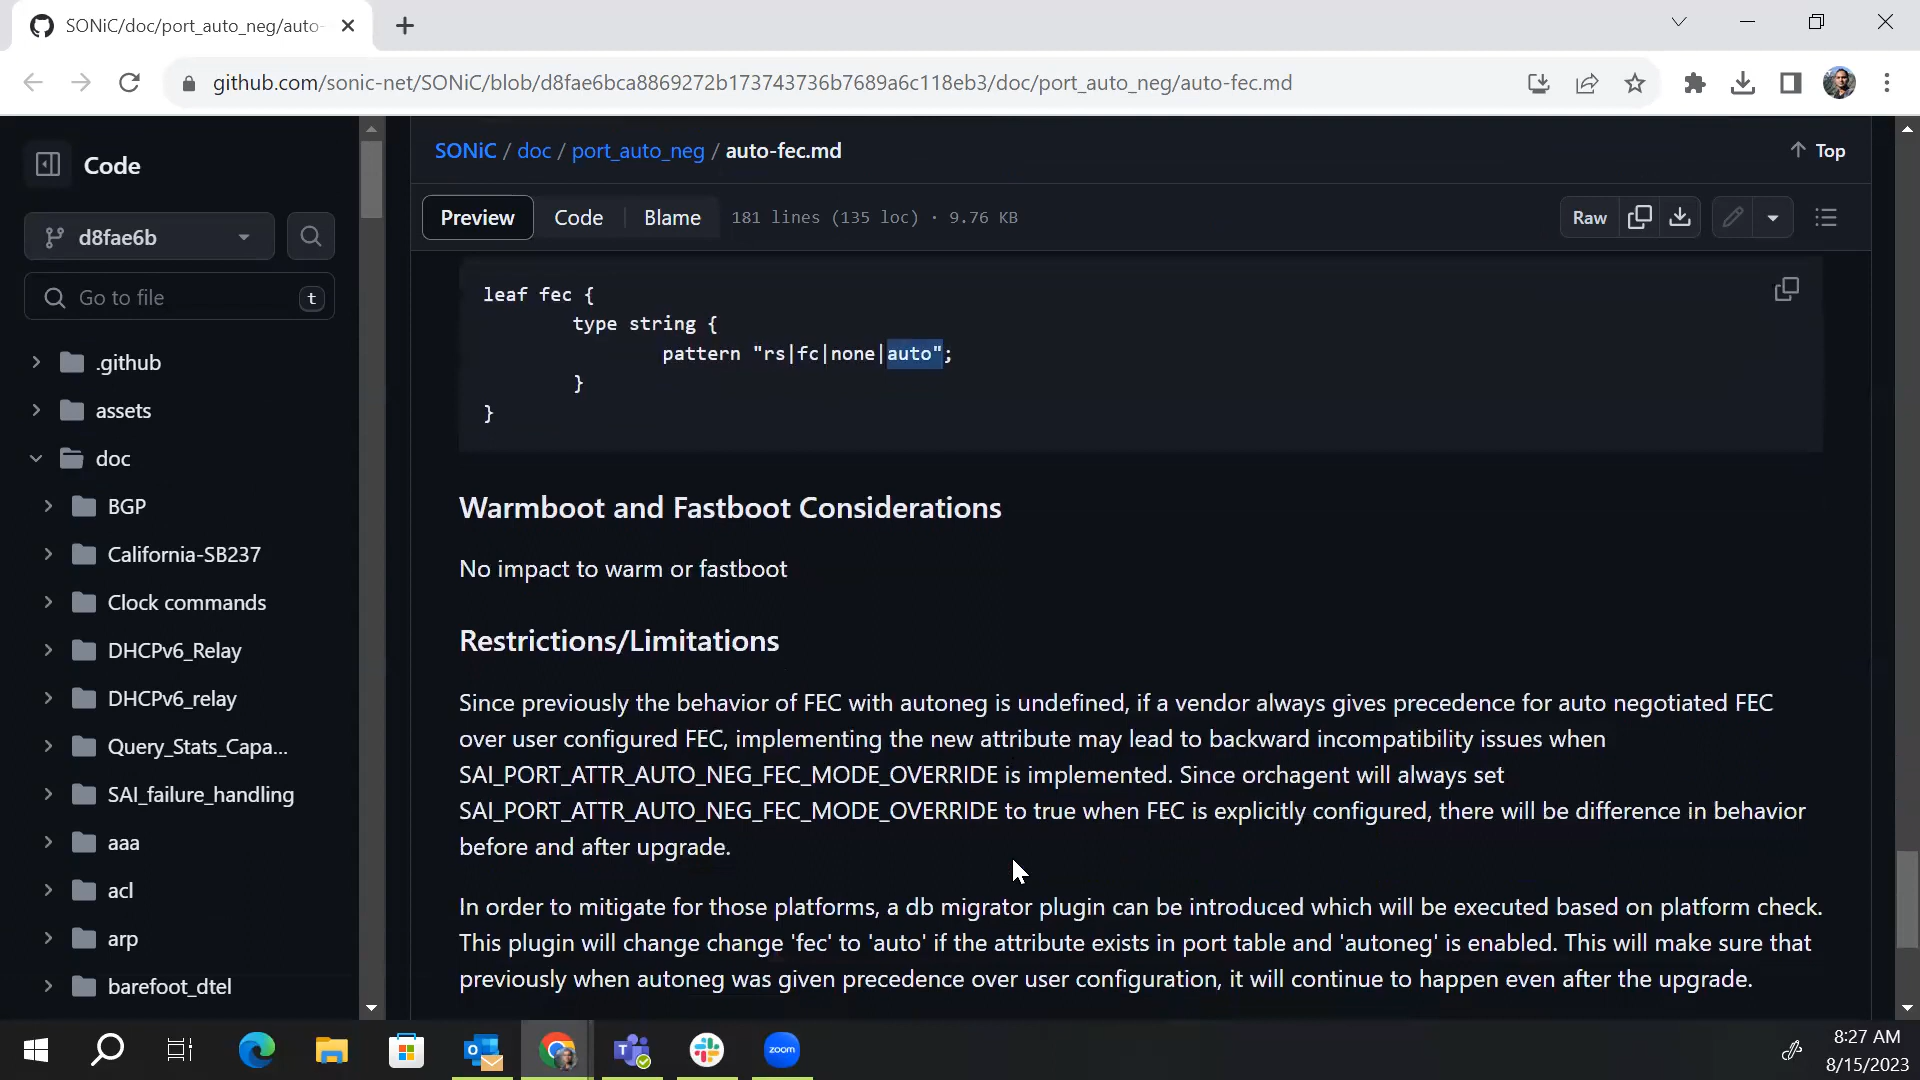 SONiC/doc/port_auto_neg/auto-
github.com/sonic-net/SONiC/blob/d8fae6bca8869272b173743736b7689a6c118eb3/doc/port_auto_neg/auto-fec.md
Code
d8fae6b
Go to file
t
.github
assets
doc
BGP
California-SB237
Clock commands
DHCPv6_Relay
DHCPv6_relay
Query_Stats_Capa...
SAI_failure_handling
aaa
acl
arp
barefoot_dtel
SONiC / doc / port_auto_neg / auto-fec.md
Top
Preview
Code
Blame
181 lines (135 loc) · 9.76 KB
Raw
leaf fec {
type string {
pattern "rs|fc|none|auto";
}
}
Warmboot and Fastboot Considerations
No impact to warm or fastboot
Restrictions/Limitations
Since previously the behavior of FEC with autoneg is undefined, if a vendor always gives precedence for auto negotiated FEC
over user configured FEC, implementing the new attribute may lead to backward incompatibility issues when
SAI_PORT_ATTR_AUTO_NEG_FEC_MODE_OVERRIDE is implemented. Since orchagent will always set
SAI_PORT_ATTR_AUTO_NEG_FEC_MODE_OVERRIDE to true when FEC is explicitly configured, there will be difference in behavior
before and after upgrade.
In order to mitigate for those platforms, a db migrator plugin can be introduced which will be executed based on platform check.
This plugin will change change 'fec' to 'auto' if the attribute exists in port table and 'autoneg' is enabled. This will make sure that
previously when autoneg was given precedence over user configuration, it will continue to happen even after the upgrade.
zoom
8:27 AM
8/15/2023